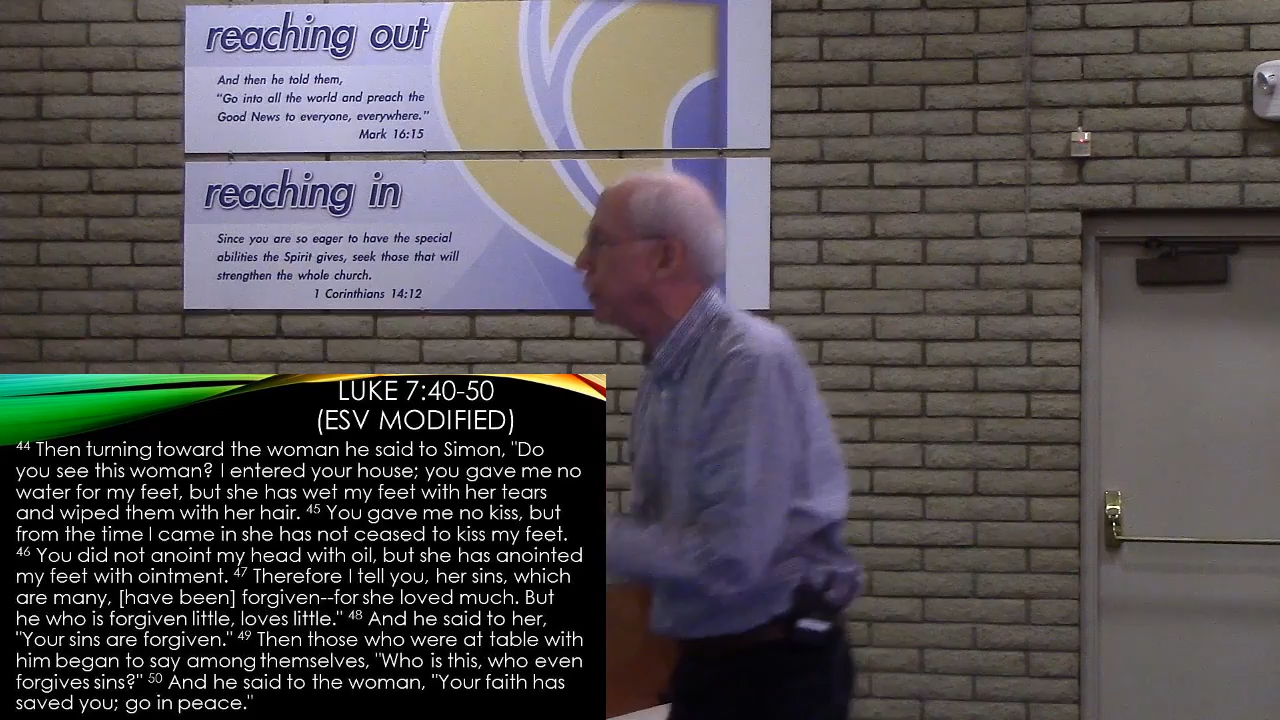 reaching out
And then he told them,
“Go into all the world and preach the
Good News to everyone, everywhere.”
Mark 16:15
reaching in
Since you are so eager to have the special
abilities the Spirit gives, seek those that will
strengthen the whole church.
1 Corinthians 14:12
LUKE 7:40-50
(ESV MODIFIED)
44 Then turning toward the woman he said to Simon, "Do
you see this woman? I entered your house; you gave me no
water for my feet, but she has wet my feet with her tears
and wiped them with her hair. 45 You gave me no kiss, but
from the time I came in she has not ceased to kiss my feet.
46 You did not anoint my head with oil, but she has anointed
my feet with ointment. 47 Therefore I tell you, her sins, which
are many, [have been] forgiven--for she loved much. But
he who is forgiven little, loves little." 48 And he said to her,
"Your sins are forgiven." 49 Then those who were at table with
him began to say among themselves, "Who is this, who even
forgives sins?" 50 And he said to the woman, "Your faith has
saved you; go in peace."